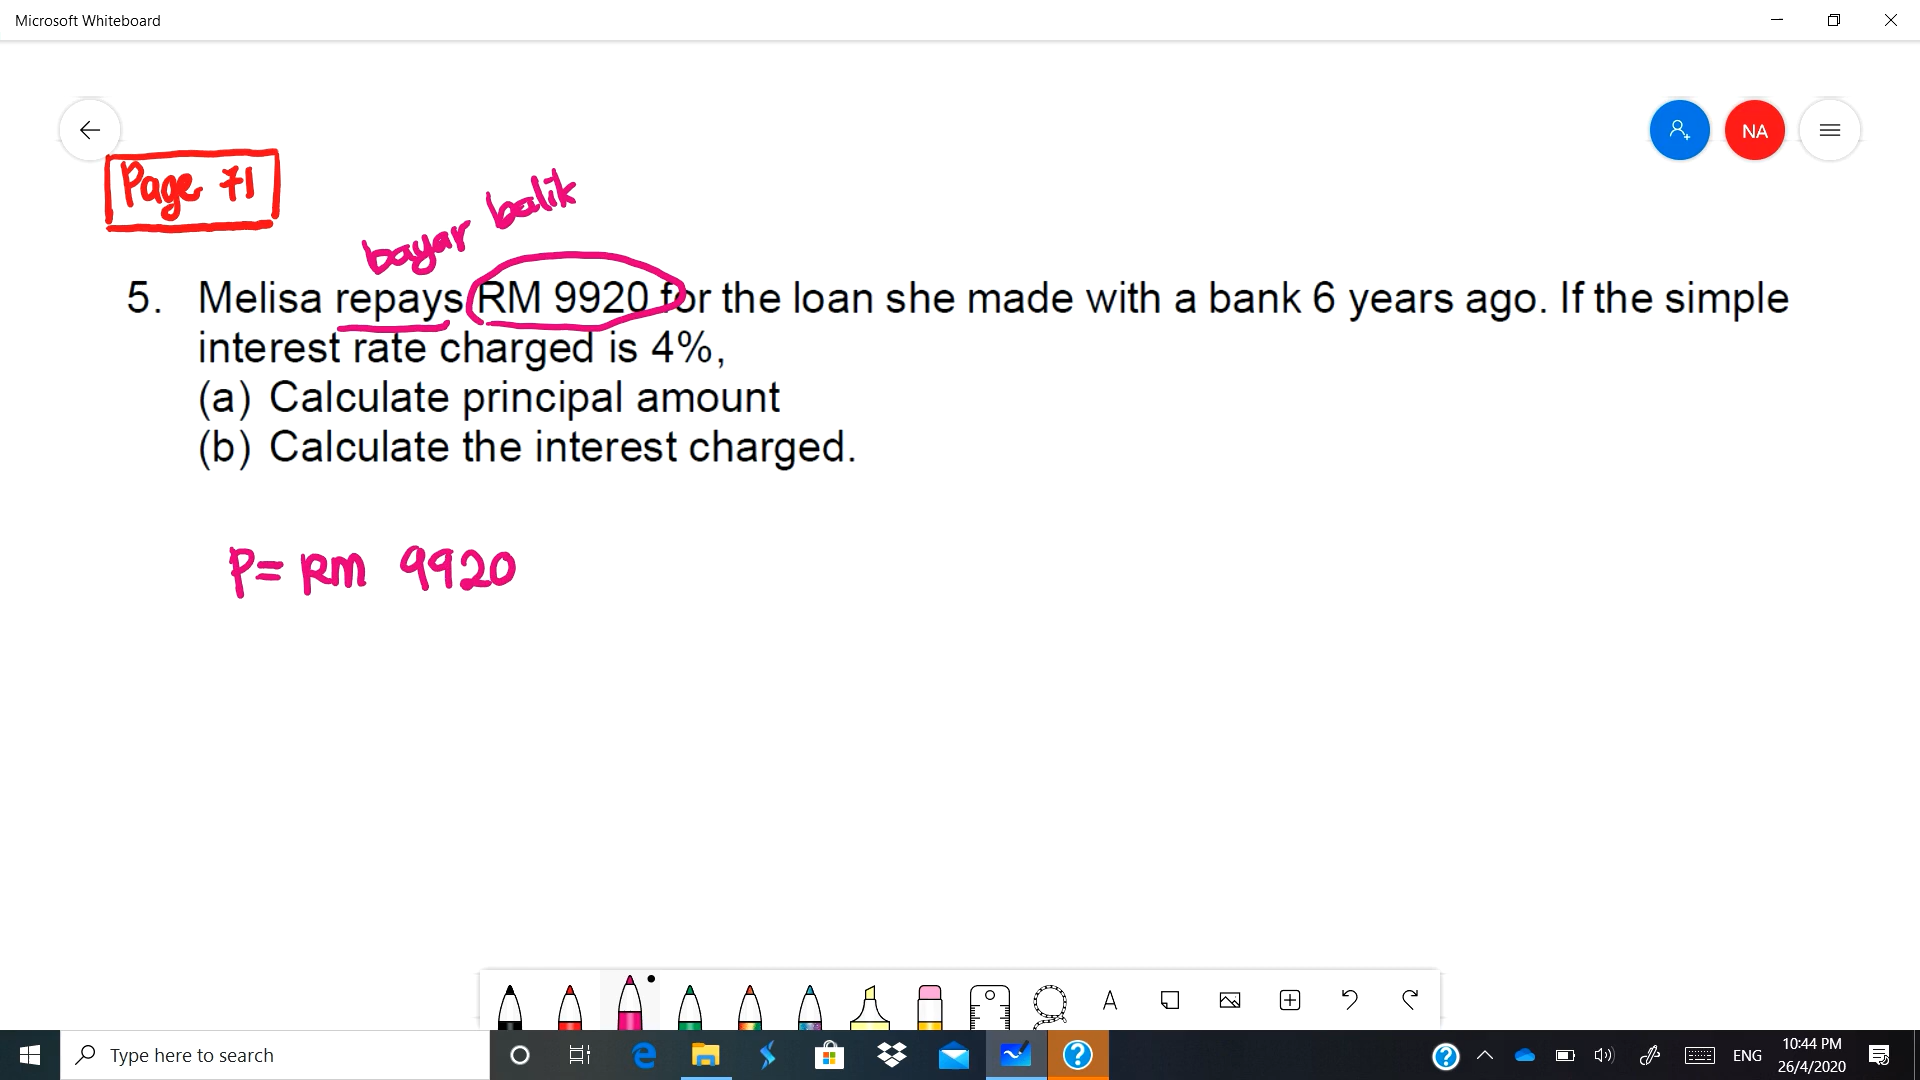 Microsoft Whiteboard
NA
Page 71
bayar balik
5. Melisa repays RM 9920 for the loan she made with a bank 6 years ago. If the simple
interest rate charged is 4%,
(a) Calculate principal amount
(b) Calculate the interest charged.
P= RM 9920
A
Type here to search
ENG
10:44 PM
26/4/2020